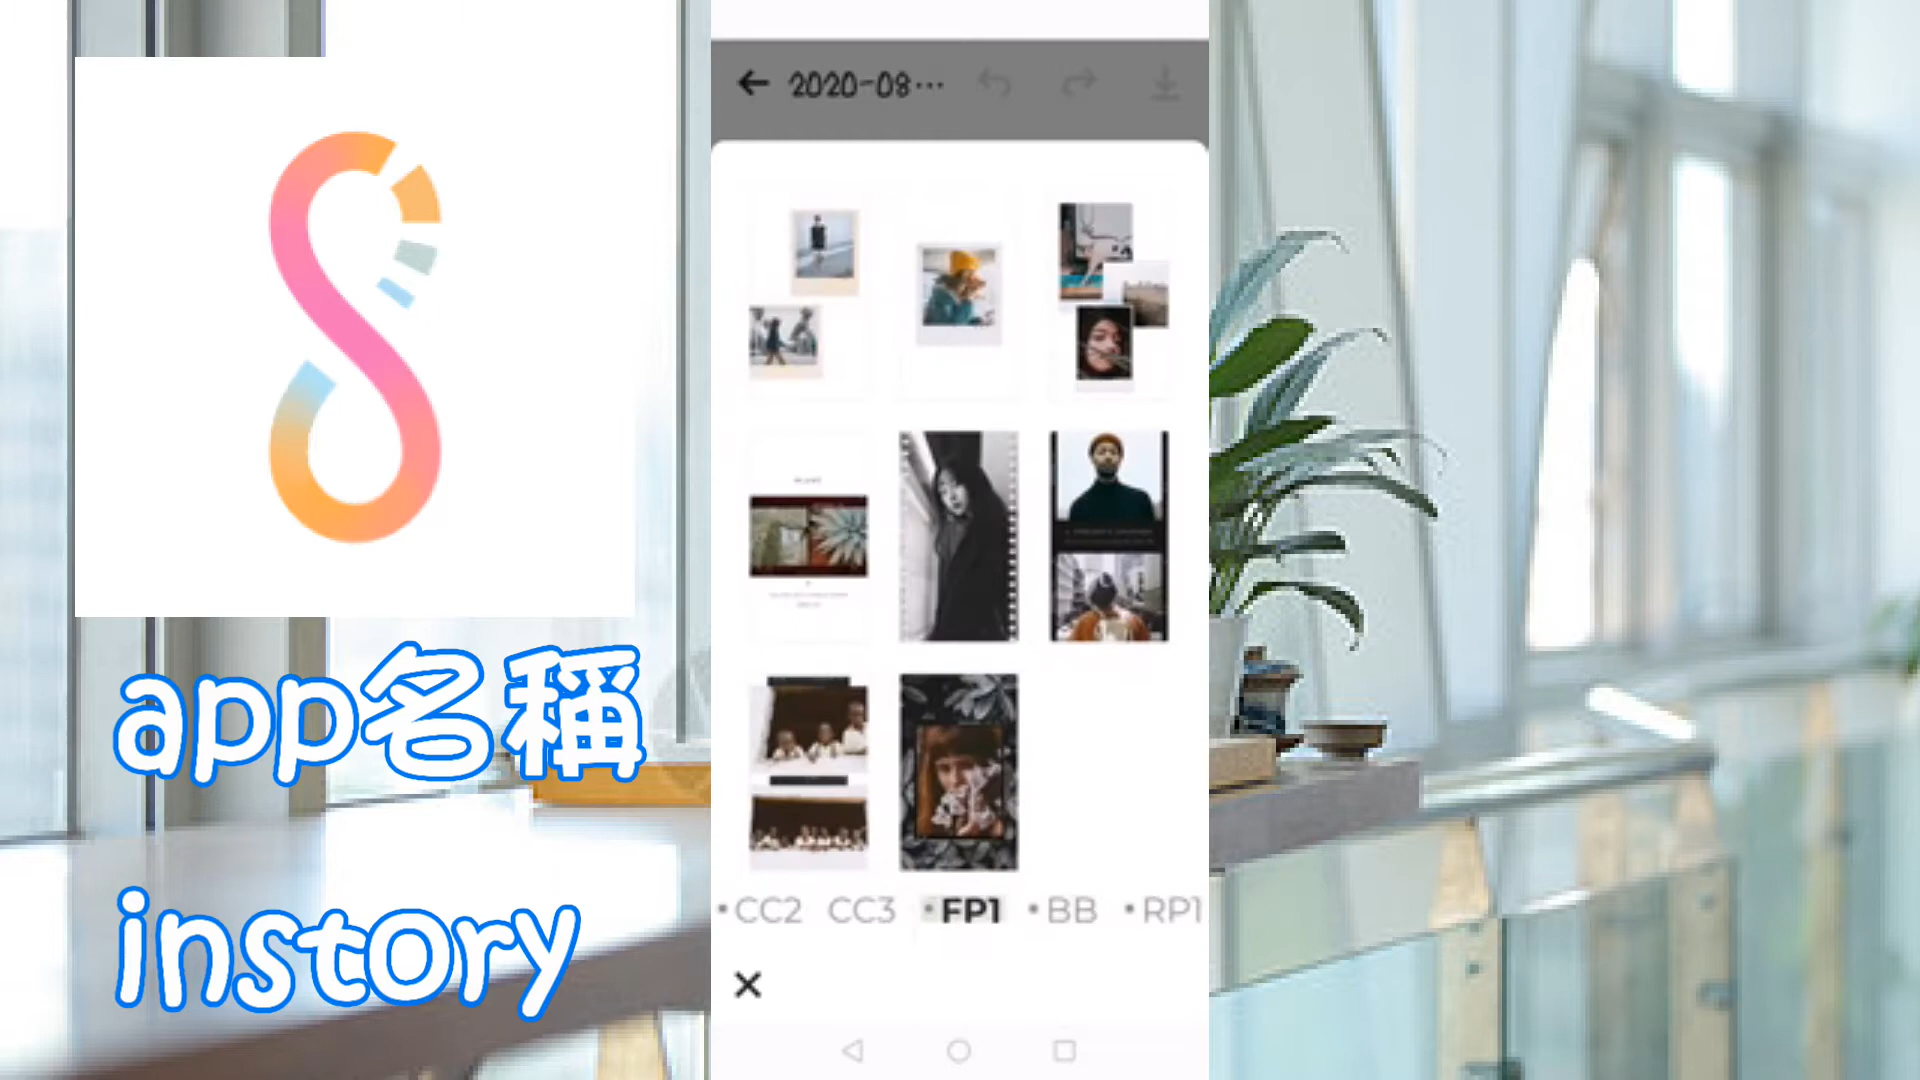 2020-08…
• CC2 CC3 • FP1 • BB • RP1
app名稱
instory